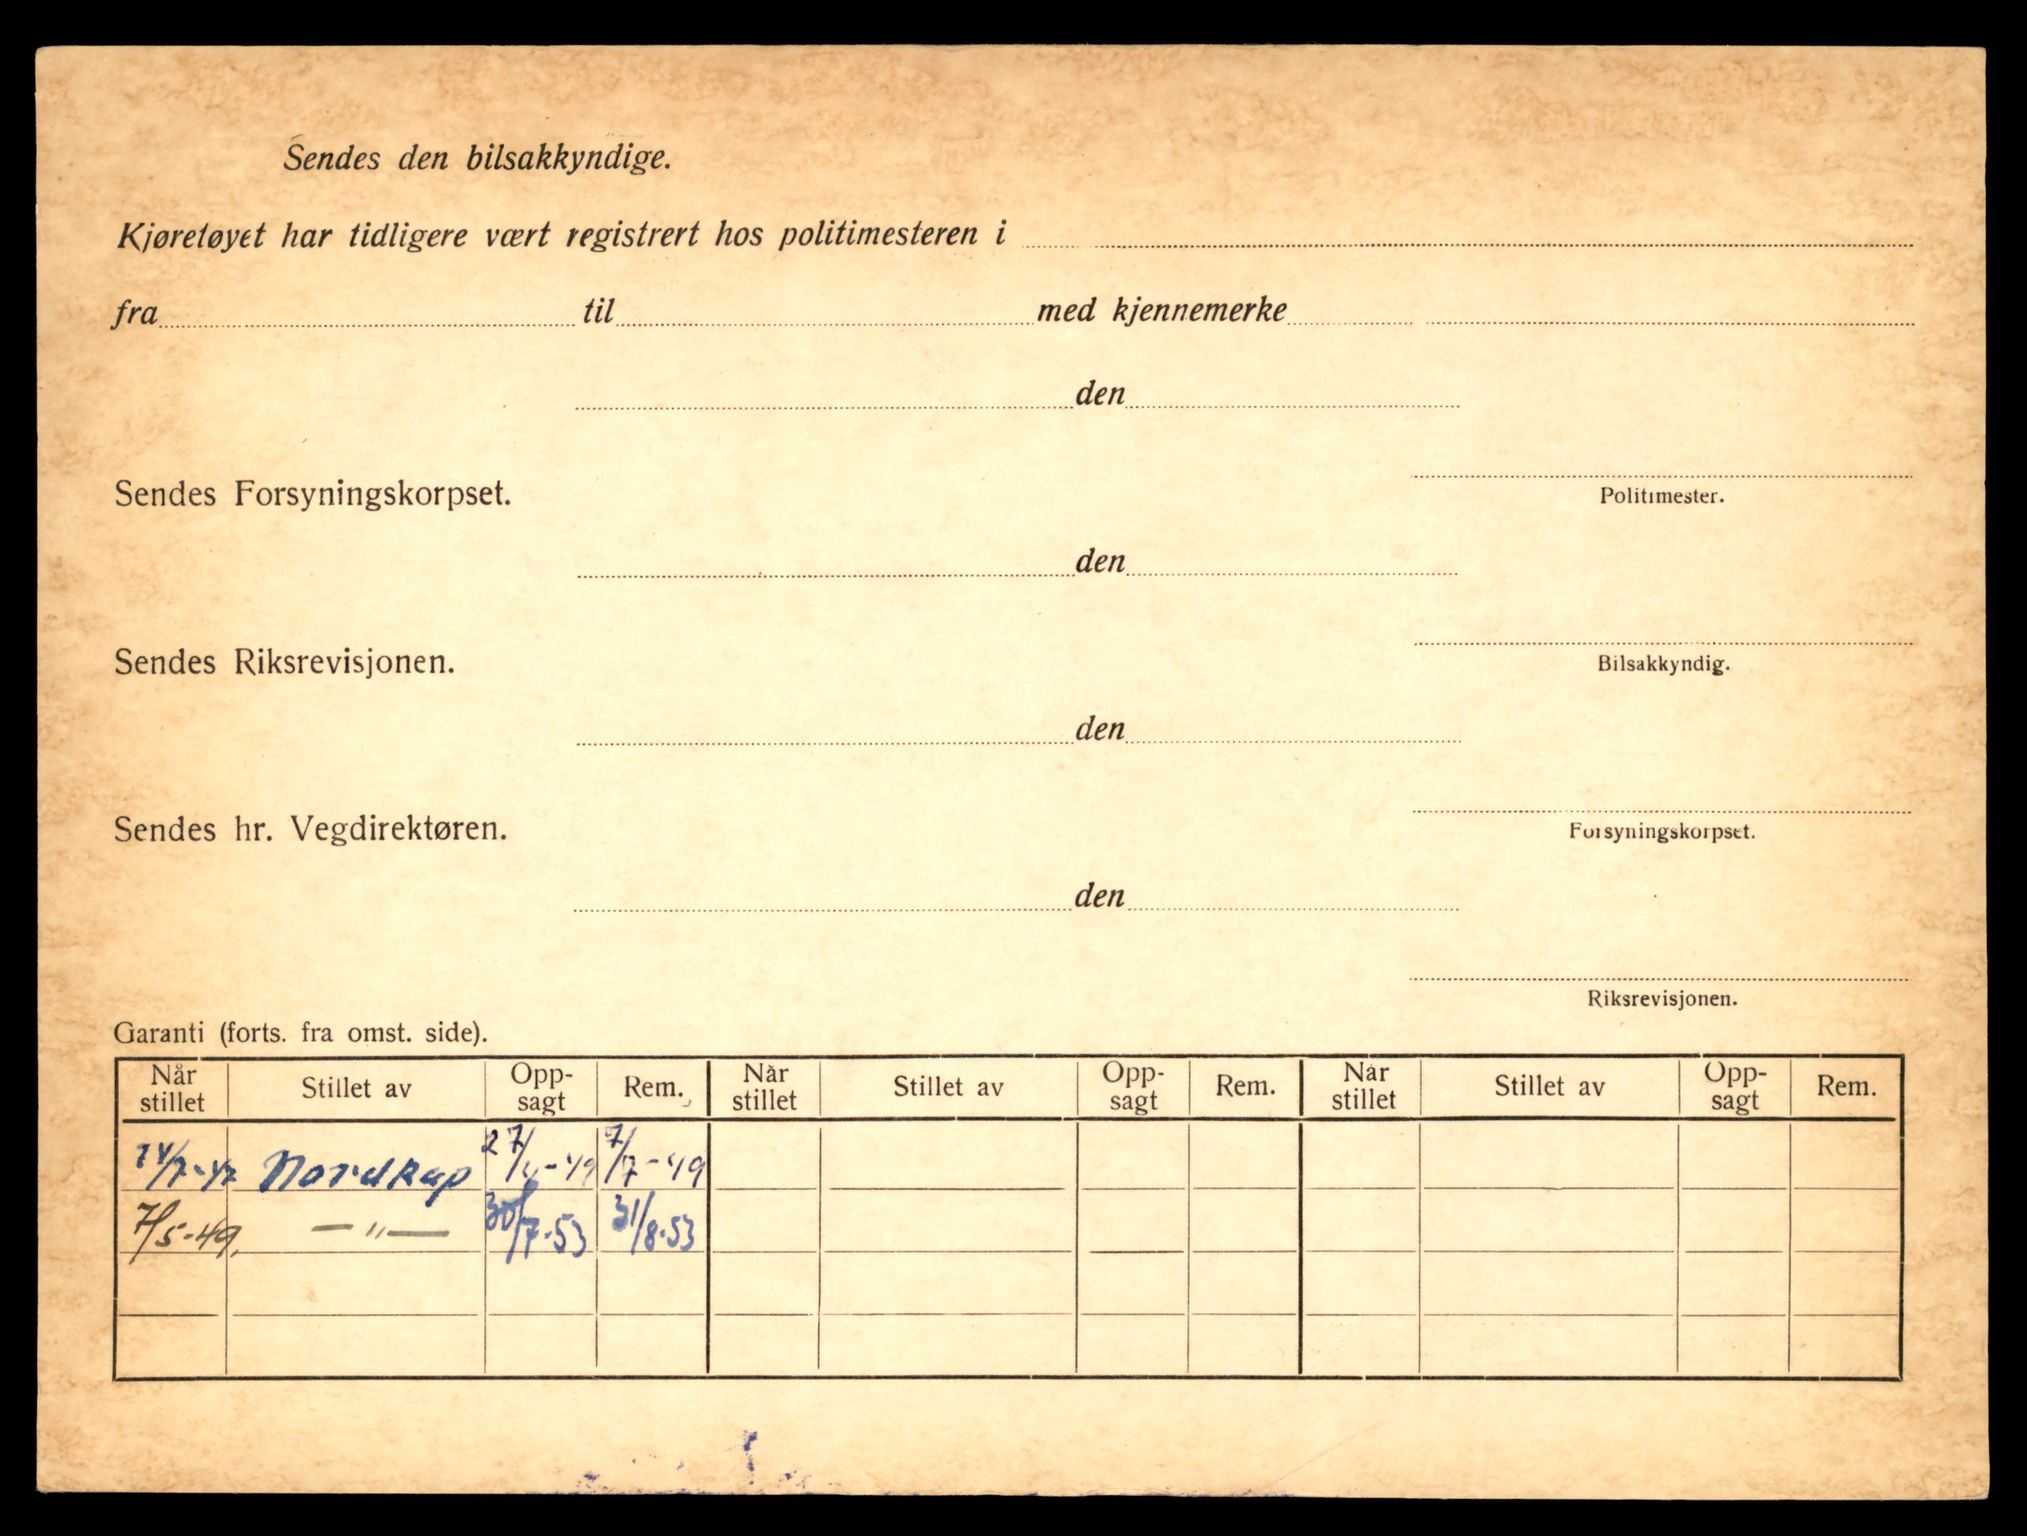 Sendes den bilsakkyndige.
Kjøretøyet har tidligere vært registrert hos politimesteren i
fra til med kjennemerke
den
Sendes Forsyningskorpset.
Politimester.
den
Sendes Riksrevisjonen.
Bilsakkyndig.
den
Sendes hr. Vegdirektøren.
Forsyningskorpset.
den
Riksrevisjonen.
Garanti (forts. fra omst. side).
Når stillet Stillet av Opp-sagt Rem. Når stillet Stillet av Opp-sagt Rem. Når stillet Stillet av Opp-sagt Rem.
Nordkap 27/4-49 7/7-49
7/5-49. —"— 30/7-53 31/8-53